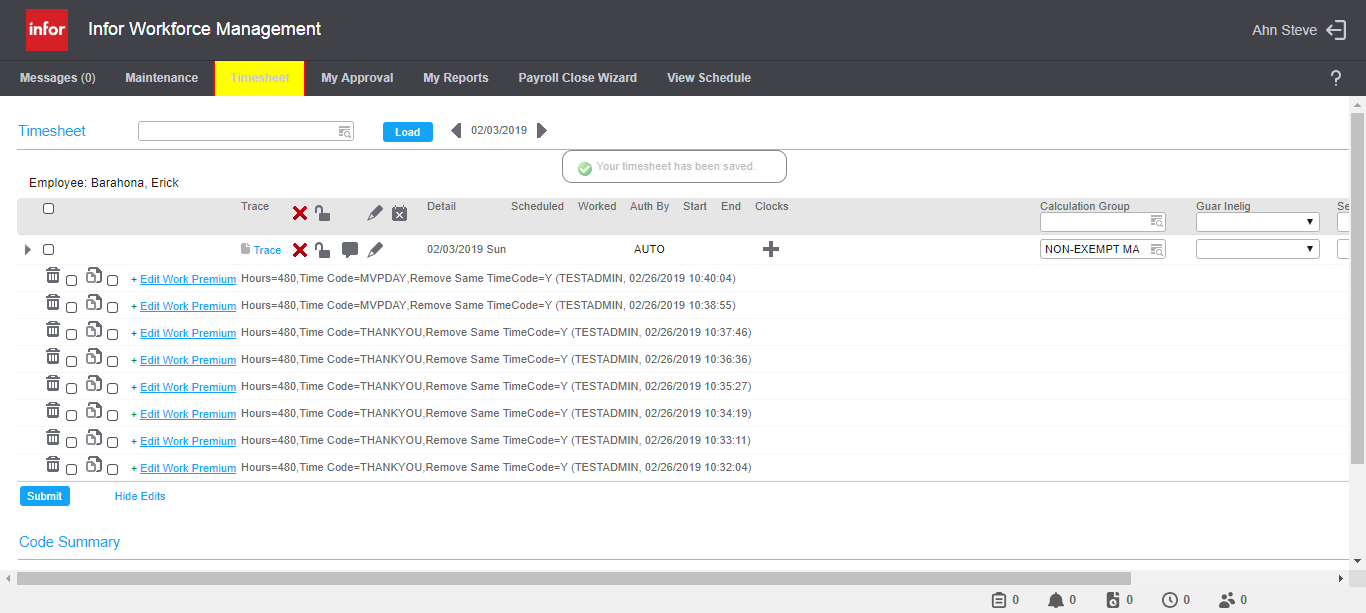 infor Infor Workforce Management Ahn Steve
Messages (0) Maintenance Timesheet My Approval My Reports Payroll Close Wizard View Schedule ?
Timesheet Load 02/03/2019
Your timesheet has been saved.
Employee: Barahona, Erick
Trace Detail Scheduled Worked Auth By Start End Clocks Calculation Group Guar Inelig Se
Trace 02/03/2019 Sun AUTO NON-EXEMPT MA
+ Edit Work Premium Hours=480,Time Code=MVPDAY,Remove Same TimeCode=Y (TESTADMIN, 02/26/2019 10:40:04)
+ Edit Work Premium Hours=480,Time Code=MVPDAY,Remove Same TimeCode=Y (TESTADMIN, 02/26/2019 10:38:55)
+ Edit Work Premium Hours=480,Time Code=THANKYOU,Remove Same TimeCode=Y (TESTADMIN, 02/26/2019 10:37:46)
+ Edit Work Premium Hours=480,Time Code=THANKYOU,Remove Same TimeCode=Y (TESTADMIN, 02/26/2019 10:36:36)
+ Edit Work Premium Hours=480,Time Code=THANKYOU,Remove Same TimeCode=Y (TESTADMIN, 02/26/2019 10:35:27)
+ Edit Work Premium Hours=480,Time Code=THANKYOU,Remove Same TimeCode=Y (TESTADMIN, 02/26/2019 10:34:19)
+ Edit Work Premium Hours=480,Time Code=THANKYOU,Remove Same TimeCode=Y (TESTADMIN, 02/26/2019 10:33:11)
+ Edit Work Premium Hours=480,Time Code=THANKYOU,Remove Same TimeCode=Y (TESTADMIN, 02/26/2019 10:32:04)
Submit Hide Edits
Code Summary
0 0 0 0 0